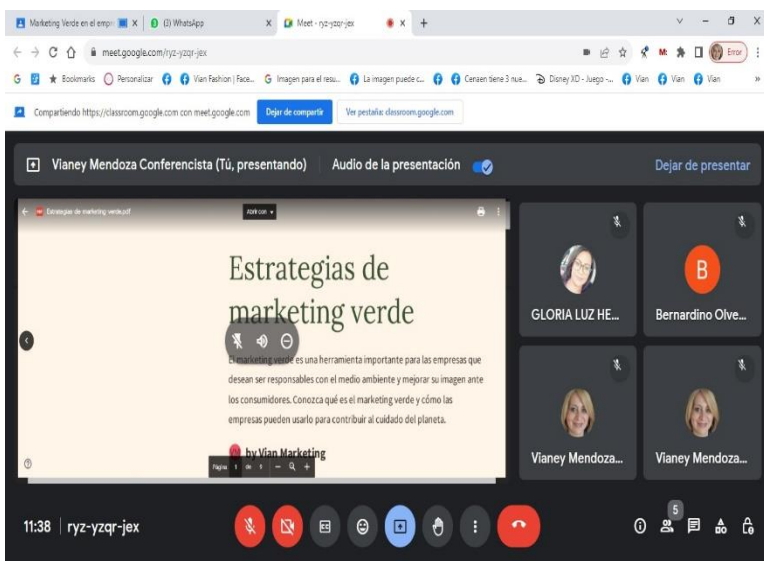 Marketing Verde en el empr
(2) WhatsApp
Meet - ryz-yzqr-jex
meet.google.com/ryz-yzqr-jex
Error
Bookmarks
Personalizar
Vian Fashion | Face...
Imagen para el resu...
La imagen puede c...
Censen tiene 3 nue...
Disney XD - Juego -...
Vian
Vian
Vian
Compartiendo https://classroom.google.com con meet.google.com
Dejar de compartir
Ver pestaña: classroom.google.com
Vianey Mendoza Conferencista (Tú, presentando)
Audio de la presentación
Dejar de presentar
Estrategias de marketing verde.pdf
Abrir con
Estrategias de
marketing verde
El marketing verde es una herramienta importante para las empresas que
desean ser responsables con el medio ambiente y mejorar su imagen ante
los consumidores. Conozca qué es el marketing verde y cómo las
empresas pueden usarlo para contribuir al cuidado del planeta.
by Vian Marketing
Página 1 de
GLORIA LUZ HE...
B
Bernardino Olve...
Vianey Mendoza...
Vianey Mendoza...
11:38 | ryz-yzqr-jex
5